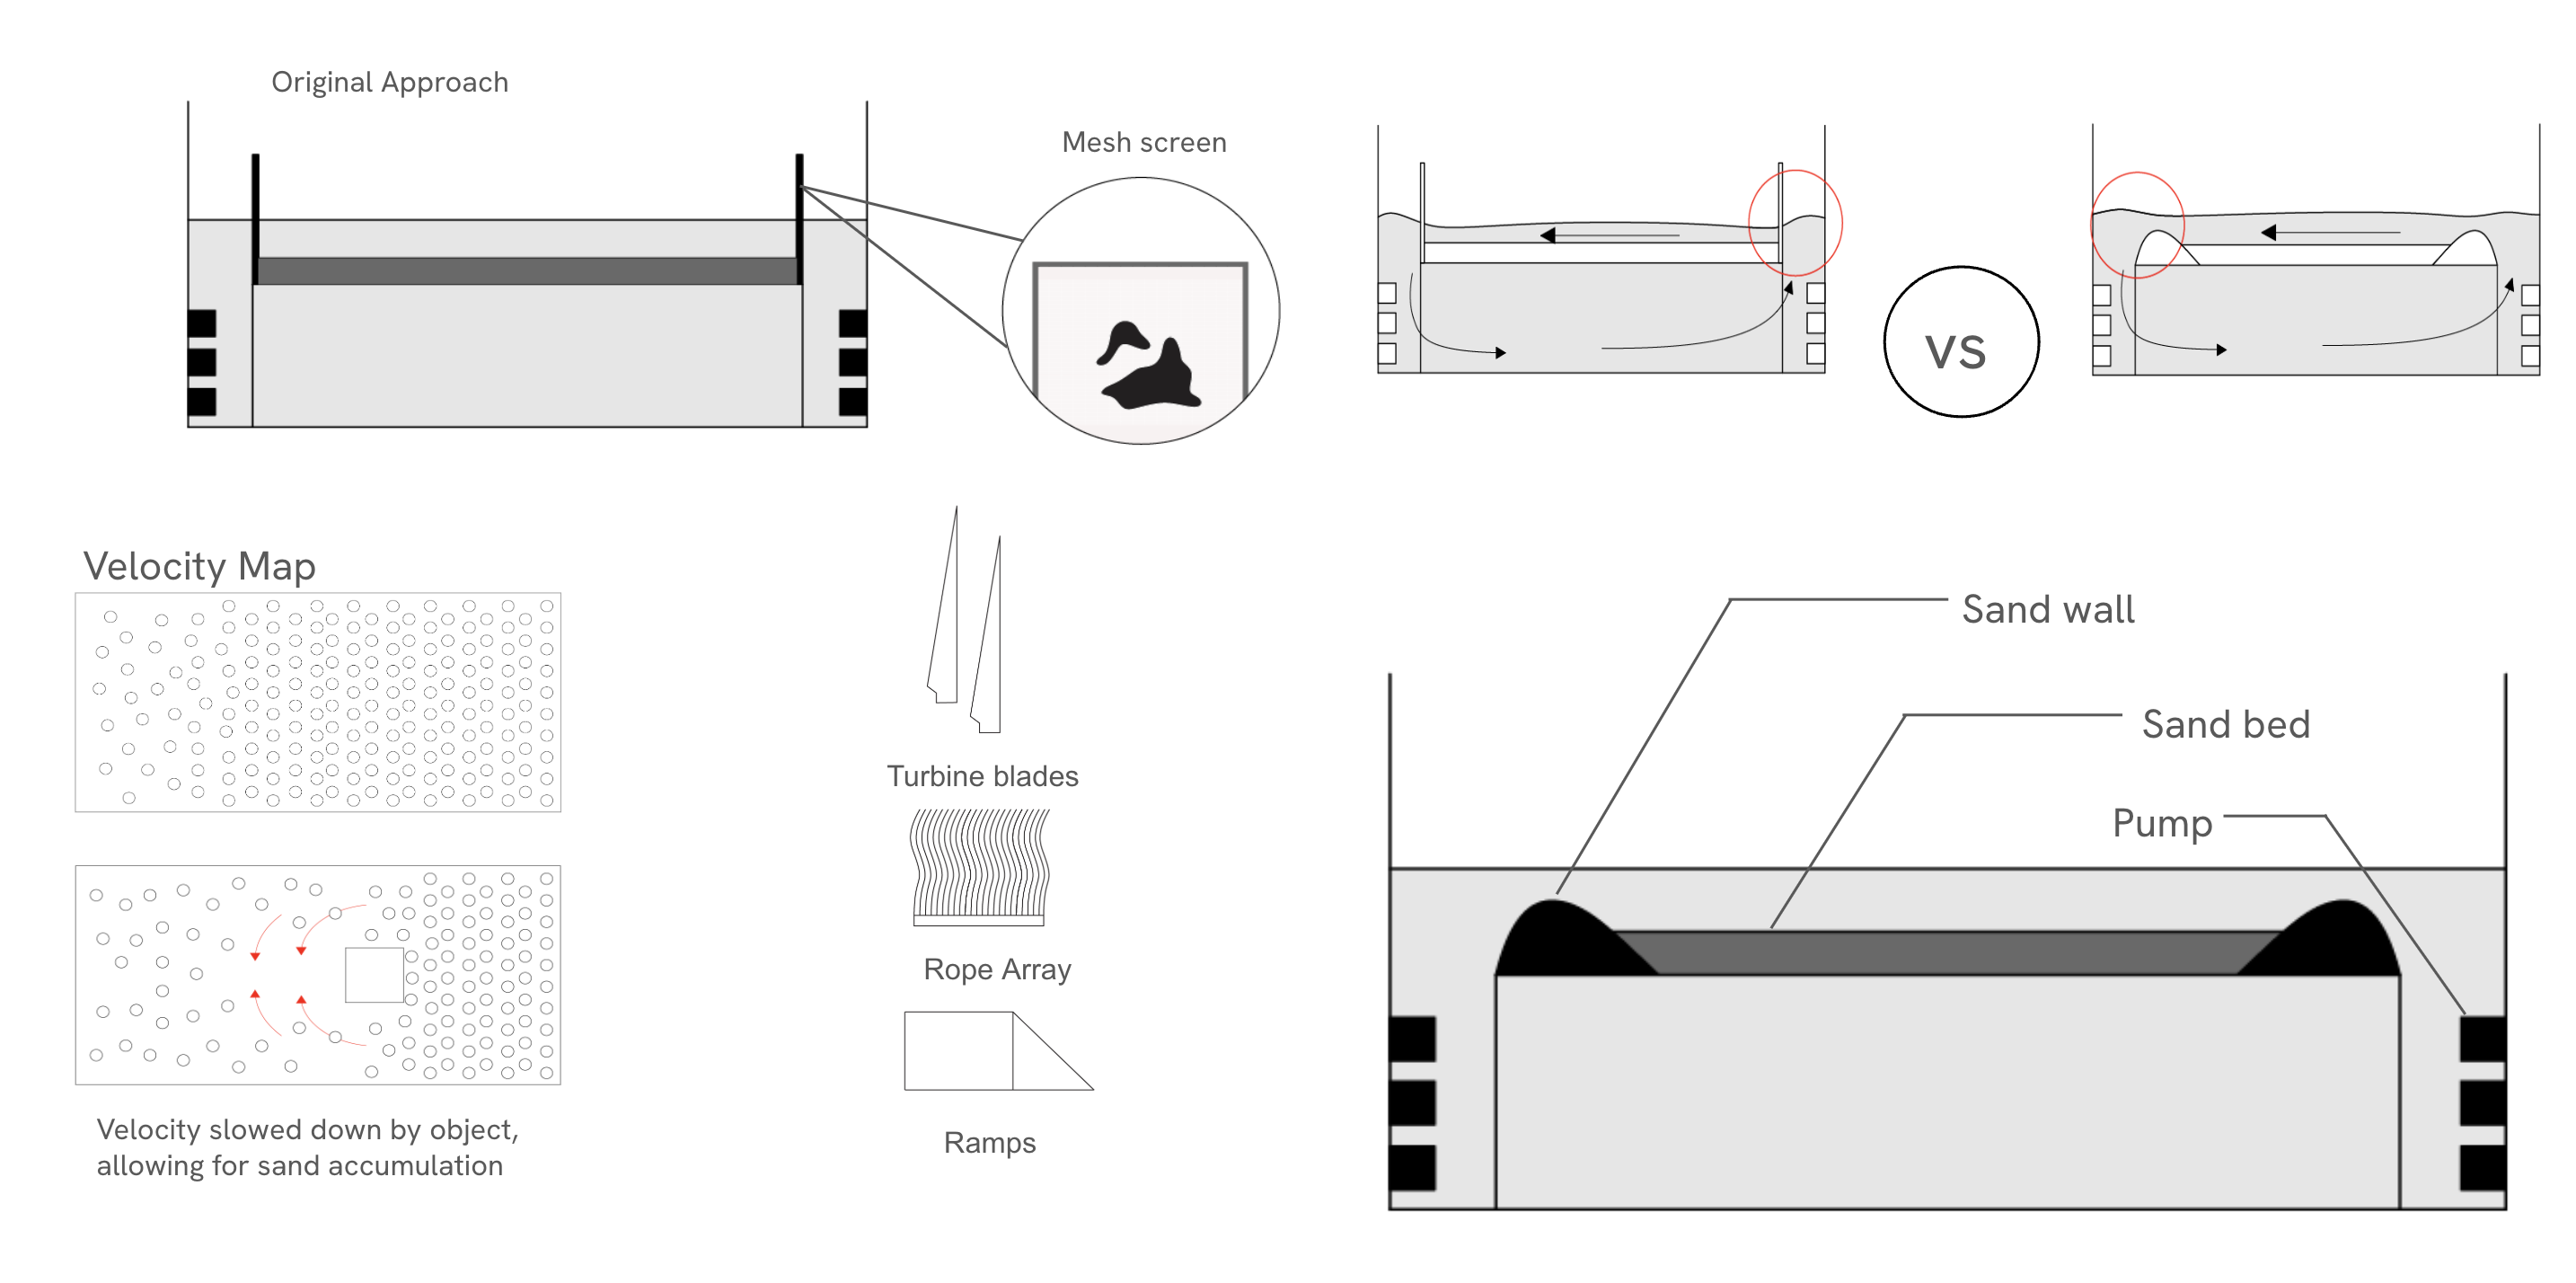 Original Approach
Mesh screen
VS
Velocity Map
Velocity slowed down by object,
allowing for sand accumulation
Turbine blades
Rope Array
Ramps
Sand wall
Sand bed
Pump